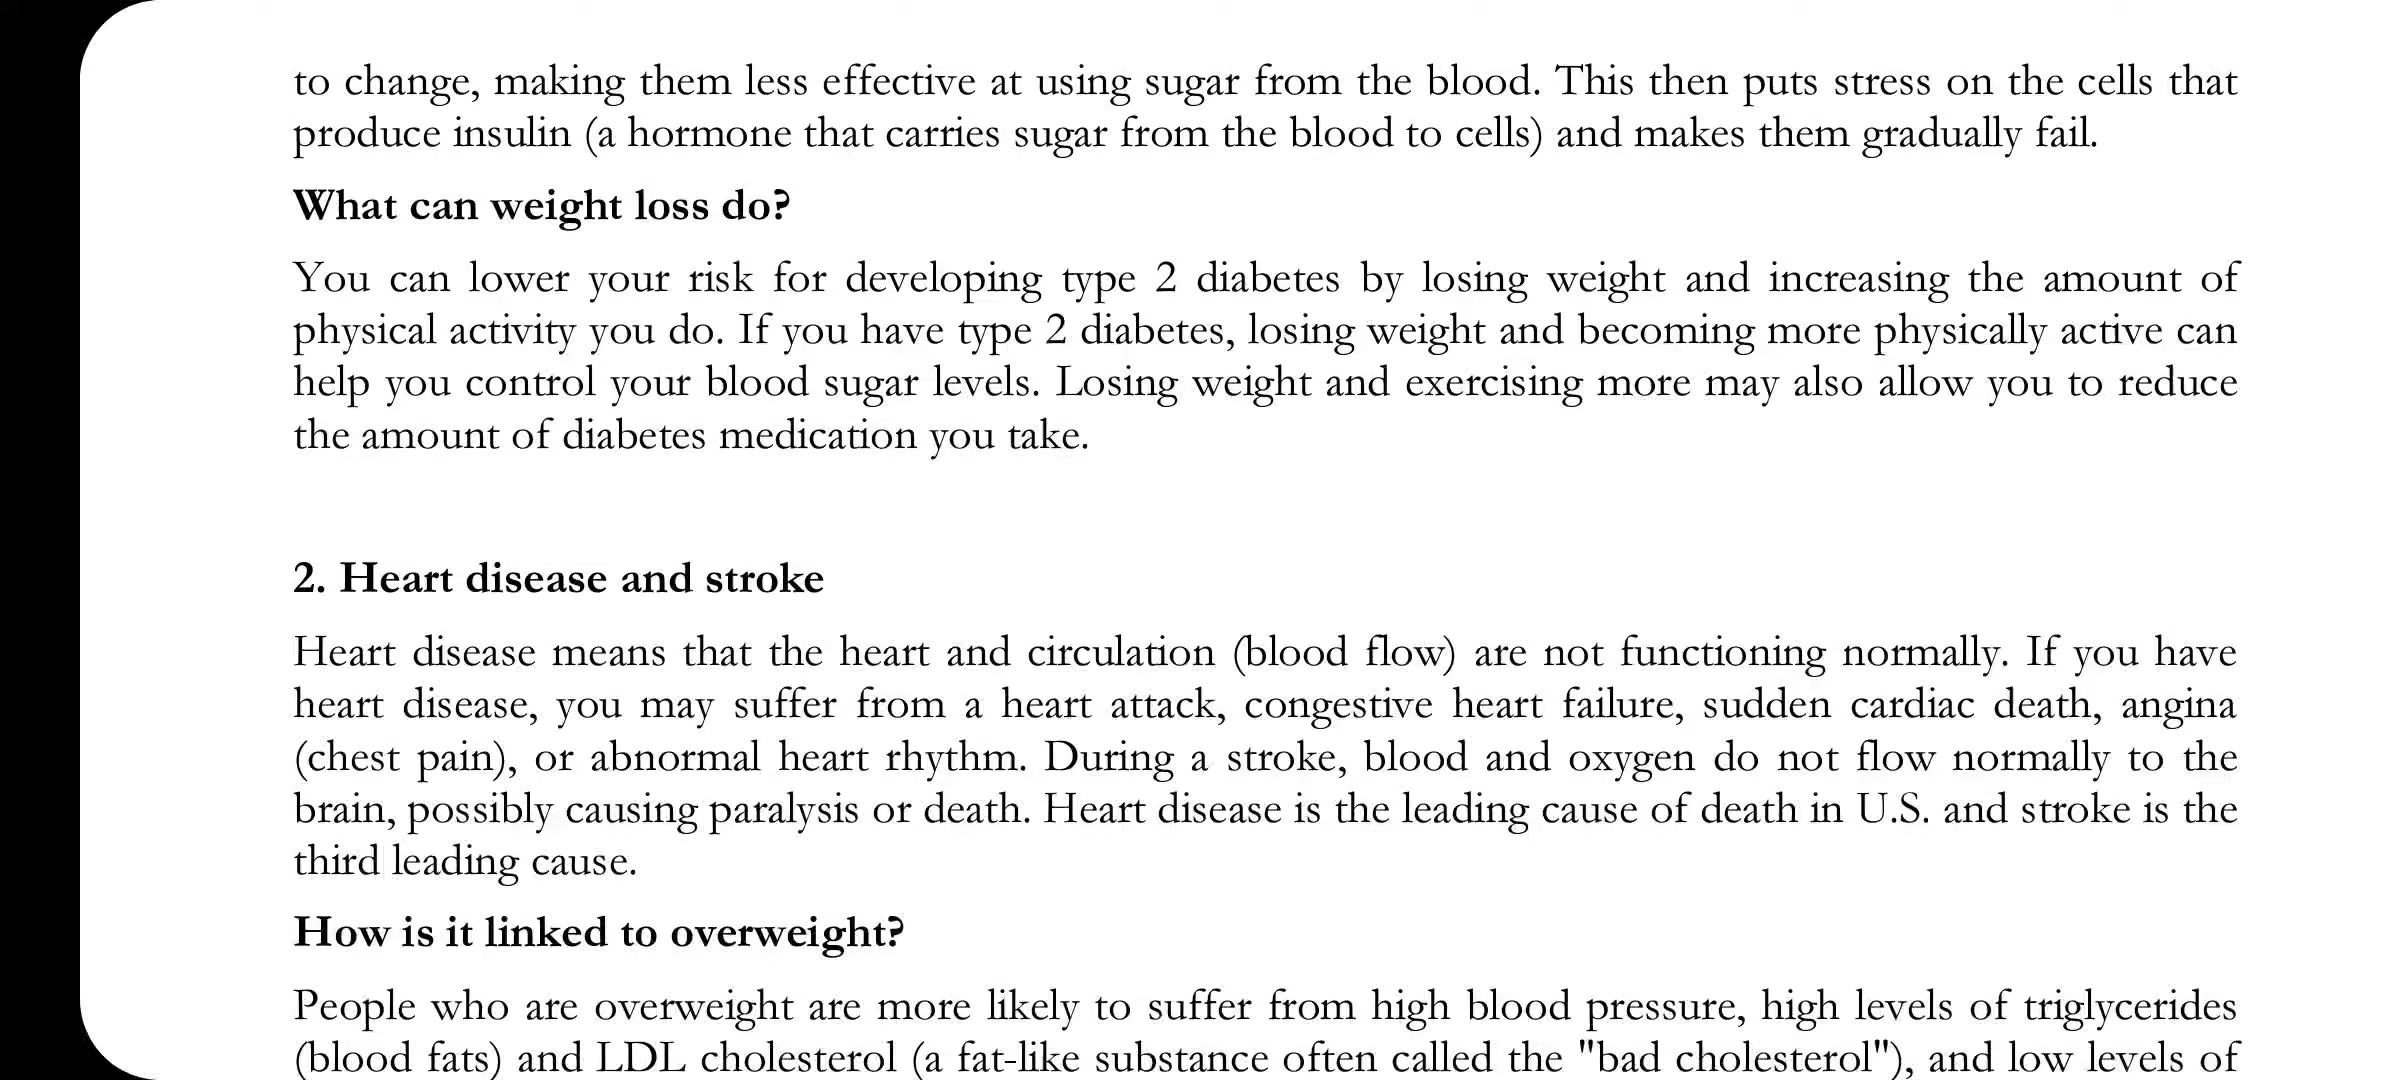 to change, making them less effective at using sugar from the blood. This then puts stress on the cells that
produce insulin (a hormone that carries sugar from the blood to cells) and makes them gradually fail.
What can weight loss do?
You can lower your risk for developing type 2 diabetes by losing weight and increasing the amount of
physical activity you do. If you have type 2 diabetes, losing weight and becoming more physically active can
help you control your blood sugar levels. Losing weight and exercising more may also allow you to reduce
the amount of diabetes medication you take.
2. Heart disease and stroke
Heart disease means that the heart and circulation (blood flow) are not functioning normally. If you have
heart disease, you may suffer from a heart attack, congestive heart failure, sudden cardiac death, angina
(chest pain), or abnormal heart rhythm. During a stroke, blood and oxygen do not flow normally to the
brain, possibly causing paralysis or death. Heart disease is the leading cause of death in U.S. and stroke is the
third leading cause.
How is it linked to overweight?
People who are overweight are more likely to suffer from high blood pressure, high levels of triglycerides
(blood fats) and LDL cholesterol (a fat-like substance often called the "bad cholesterol"), and low levels of